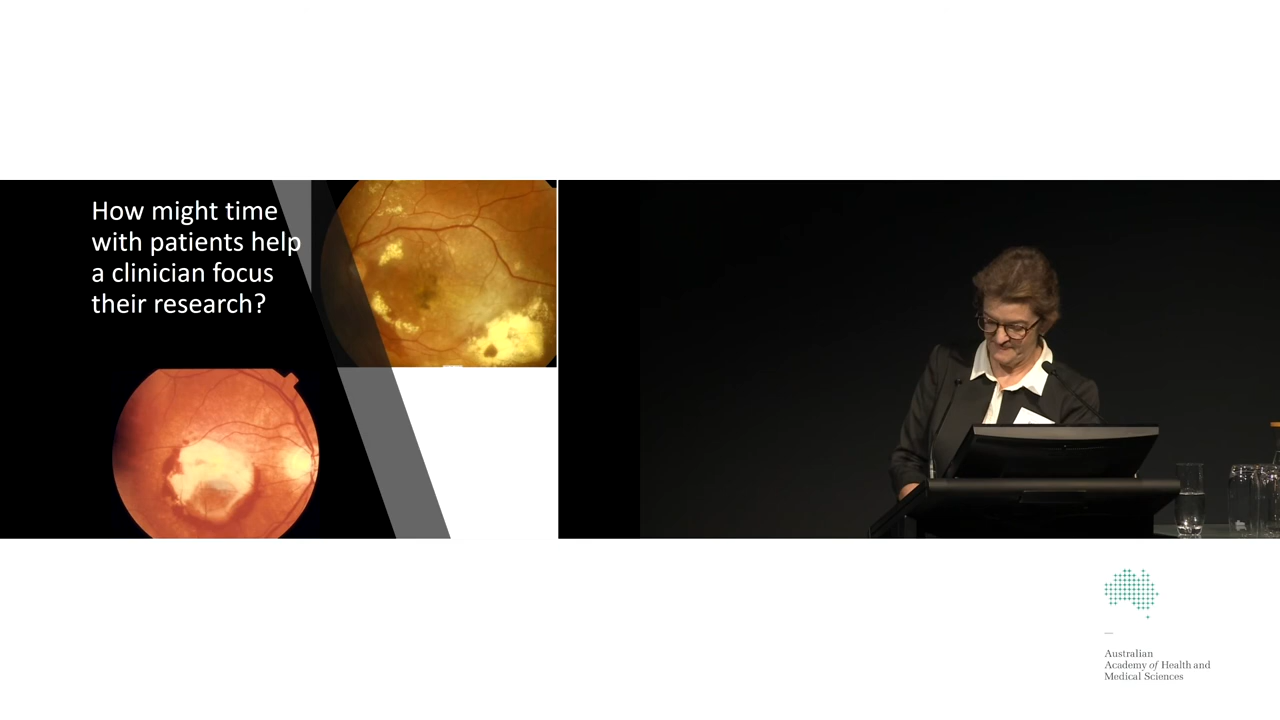 How might time
with patients help
a clinician focus
their research?
Australian
Academy of Health and
Medical Sciences